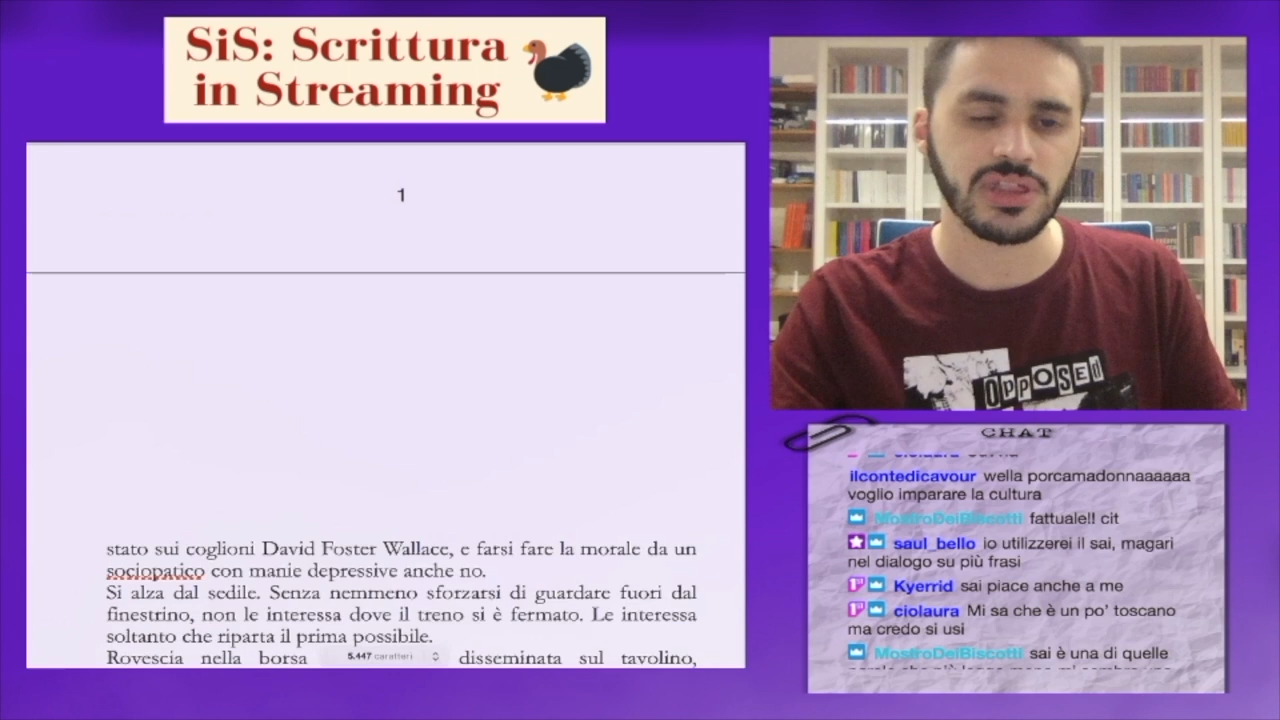 SiS: Scrittura
in Streaming
1
stato sui coglioni David Foster Wallace, e farsi fare la morale da un
sociopatico con manie depressive anche no.
Si alza dal sedile. Senza nemmeno sforzarsi di guardare fuori dal
finestrino, non le interessa dove il treno si è fermato. Le interessa
soltanto che riparta il prima possibile.
Rovescia nella borsa disseminata sul tavolino,
5.447 caratteri
OPPOSED
CHAT
ciolaura
ilcontedicavour wella porcamadonnaaaaaa
voglio imparare la cultura
MostroDeiBiscotti fattuale!! cit
saul_bello io utilizzerei il sai, magari
nel dialogo su più frasi
Kyerrid sai piace anche a me
ciolaura Mi sa che è un po' toscano
ma credo si usi
MostroDeiBiscotti sai è una di quelle